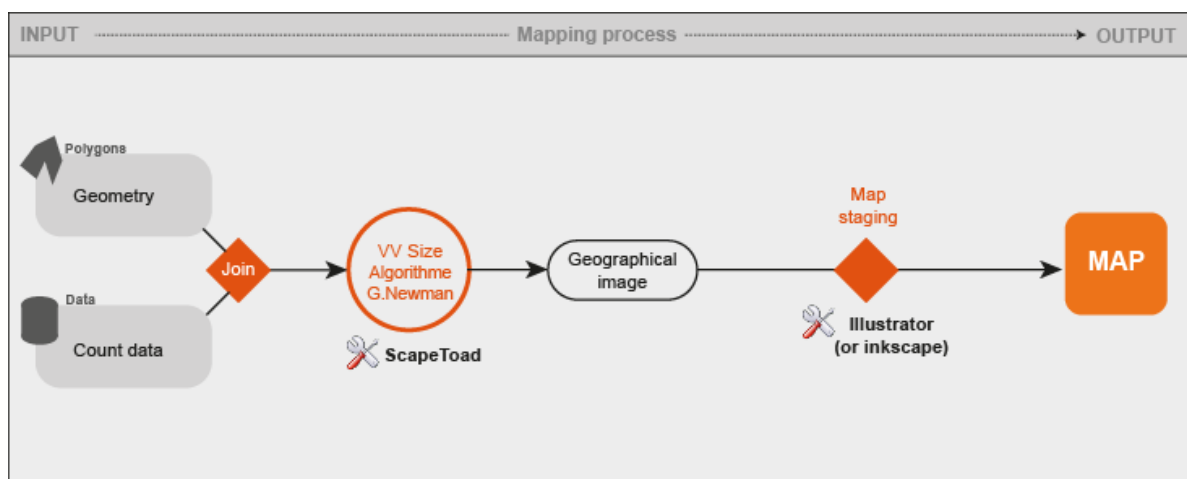 INPUT
Mapping process
OUTPUT
Polygons
Geometry
Data
Count data
Join
VV Size
Algorithme
G.Newman
ScapeToad
Geographical
image
Map
staging
Illustrator
(or inkscape)
MAP